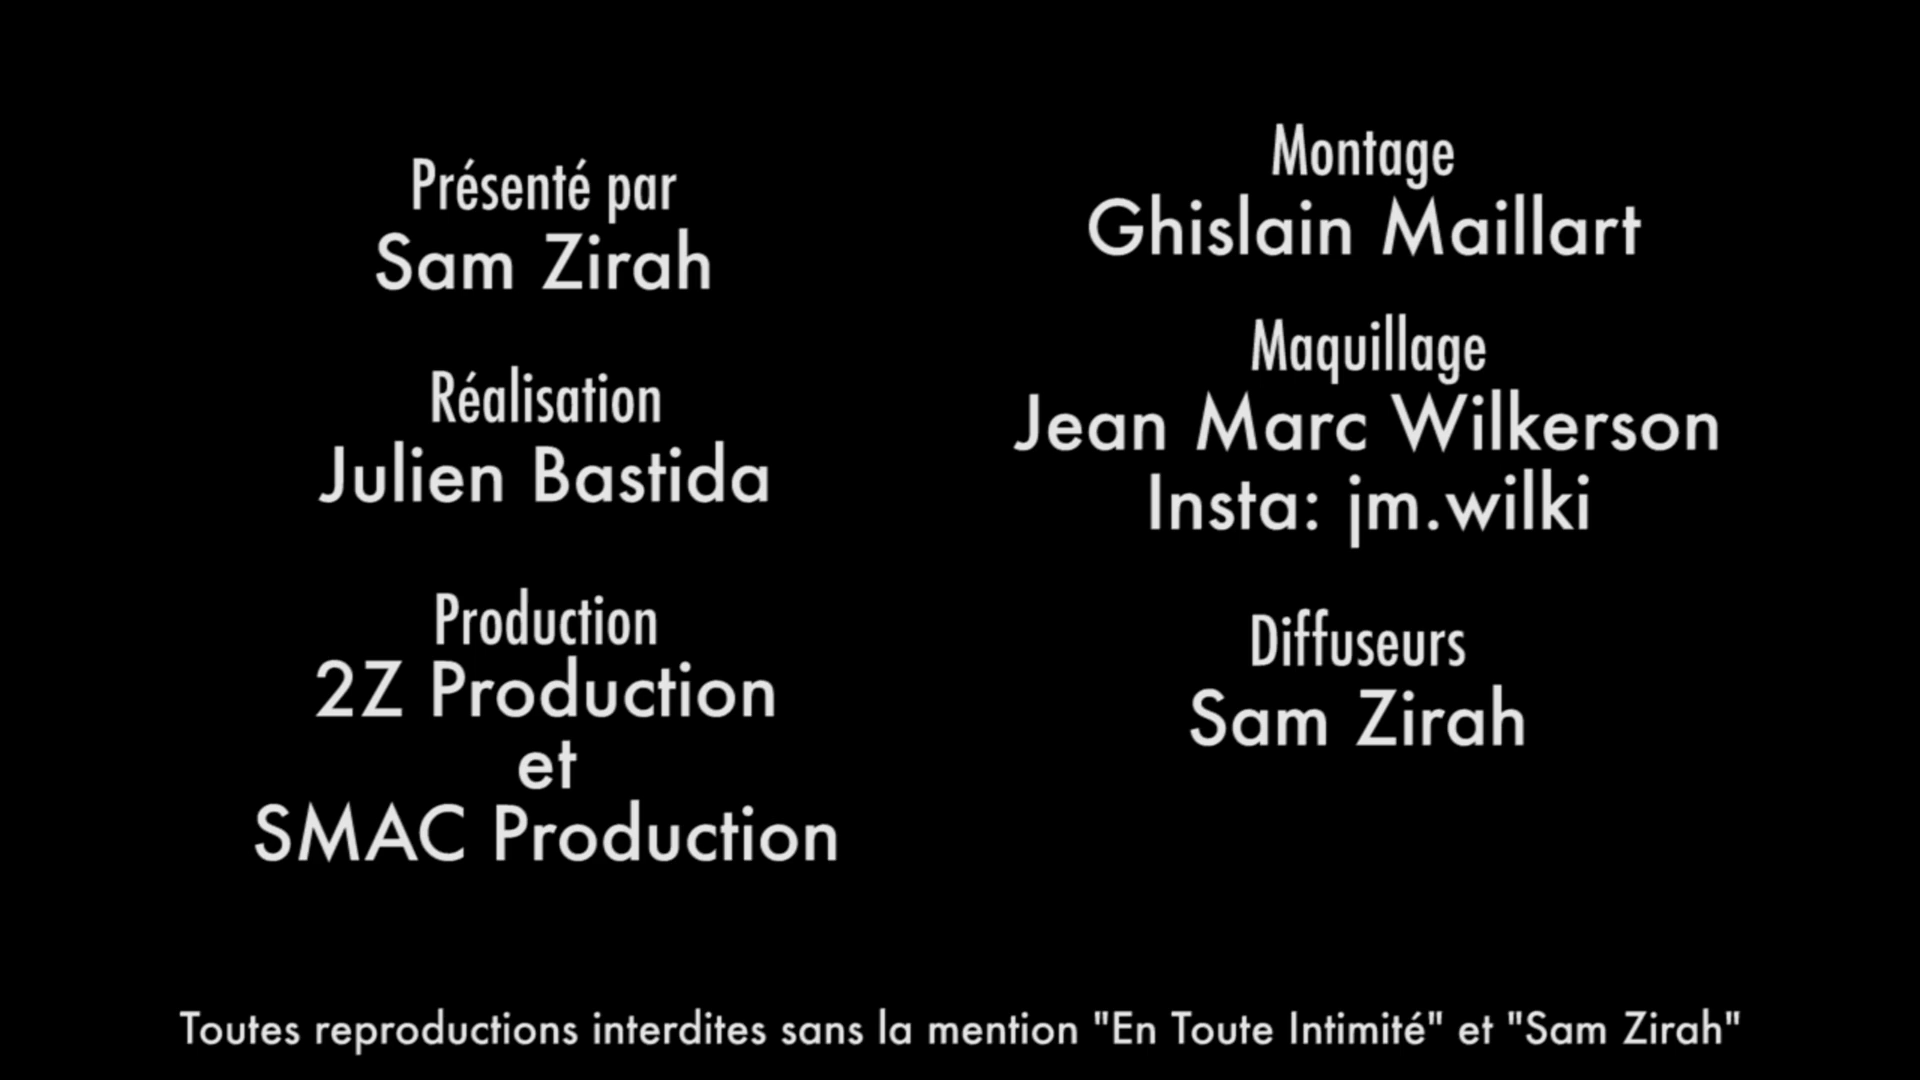 Présenté par
Sam Zirah
Réalisation
Julien Bastida
Production
2Z Production
et
SMAC Production
Montage
Ghislain Maillart
Maquillage
Jean Marc Wilkerson
Insta: jm.wilki
Diffuseurs
Sam Zirah
Toutes reproductions interdites sans la mention "En Toute Intimité" et "Sam Zirah"